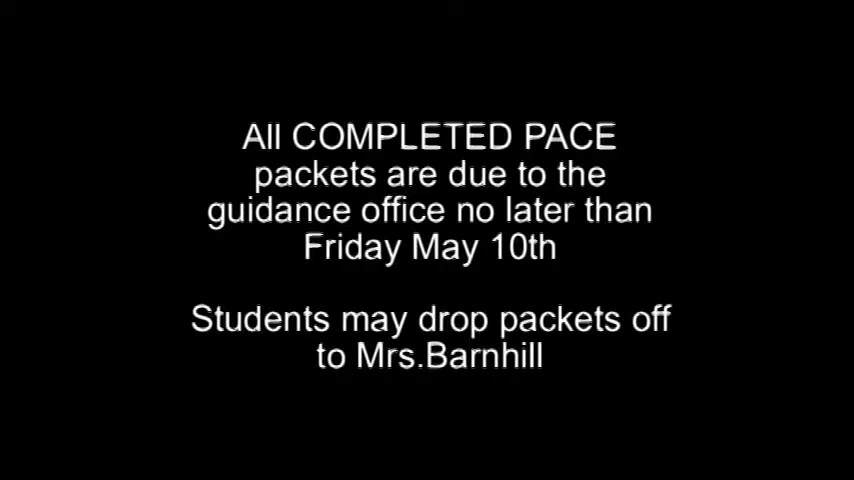 All COMPLETED PACE
packets are due to the
guidance office no later than
Friday May 10th
Students may drop packets off
to Mrs.Barnhill